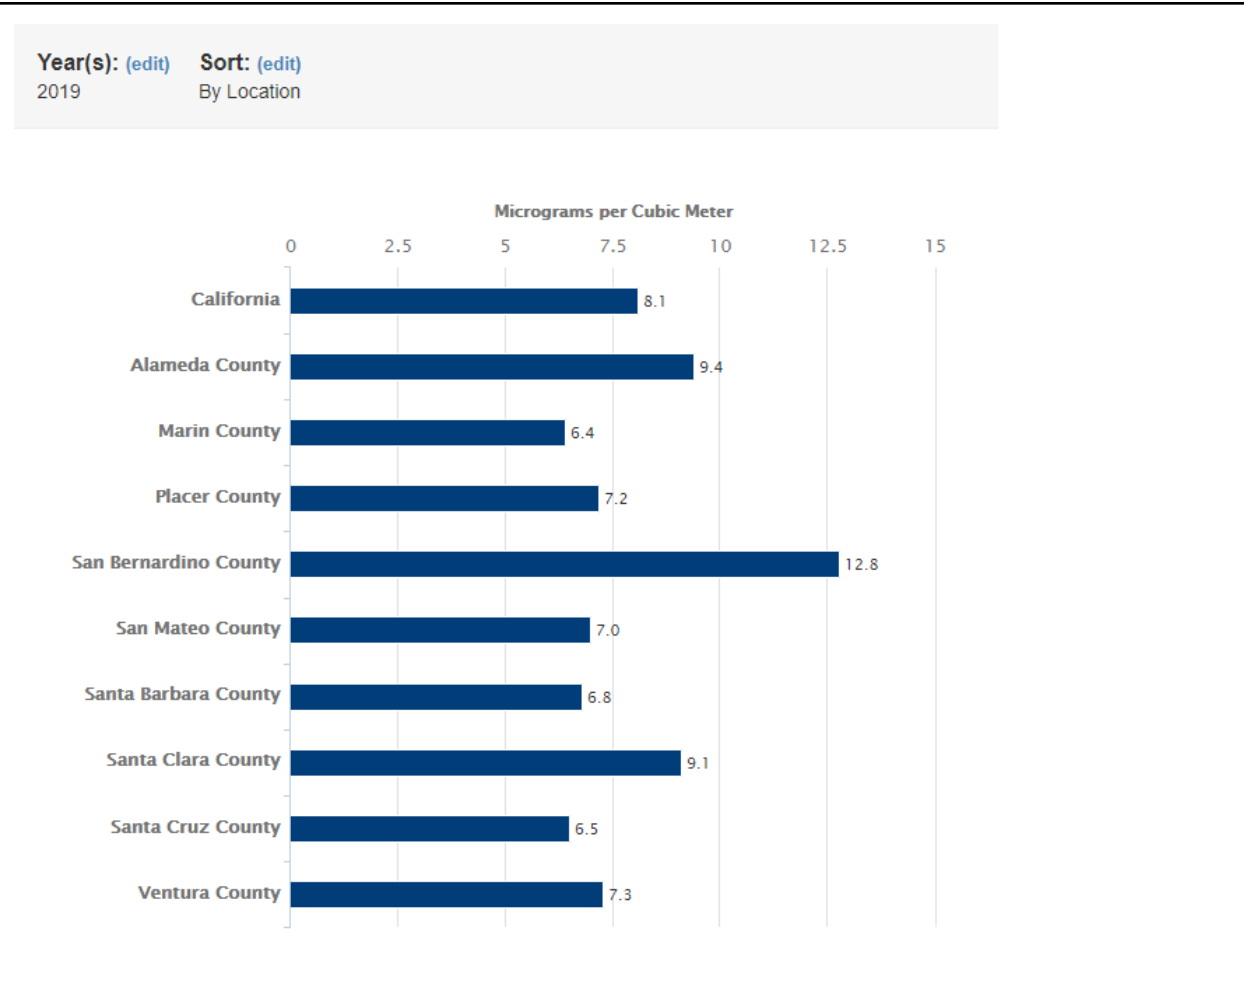 Year(s): (edit) Sort: (edit)
2019 By Location
Micrograms per Cubic Meter
0 2.5 5 7.5 10 12.5 15
California 8.1
Alameda County 9.4
Marin County 6.4
Placer County 7.2
San Bernardino County 12.8
San Mateo County 7.0
Santa Barbara County 6.8
Santa Clara County 9.1
Santa Cruz County 6.5
Ventura County 7.3